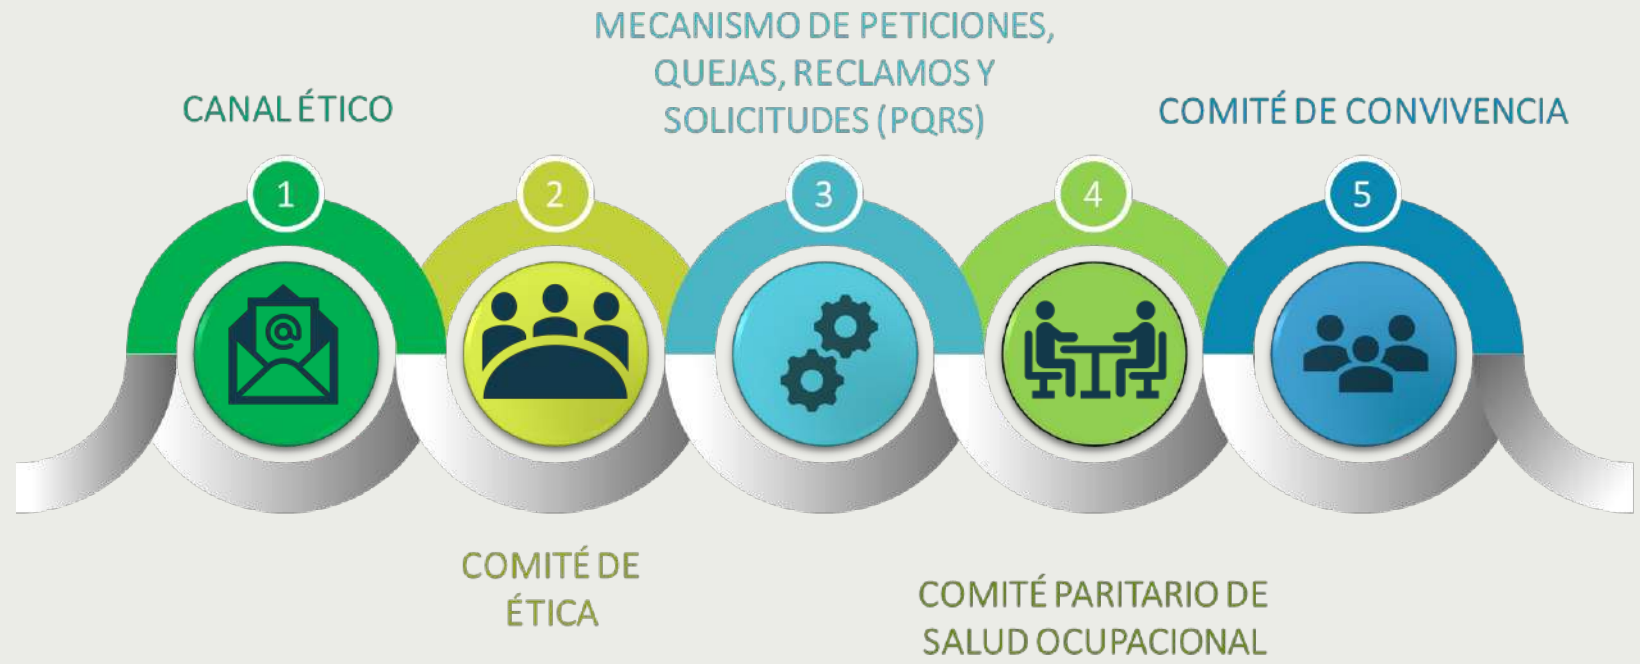 MECANISMO DE PETICIONES,
QUEJAS, RECLAMOS Y
SOLICITUDES (PQRS)
CANAL ÉTICO
COMITÉ DE CONVIVENCIA
1
2
3
4
5
@
COMITÉ DE
ÉTICA
COMITÉ PARITARIO DE
SALUD OCUPACIONAL